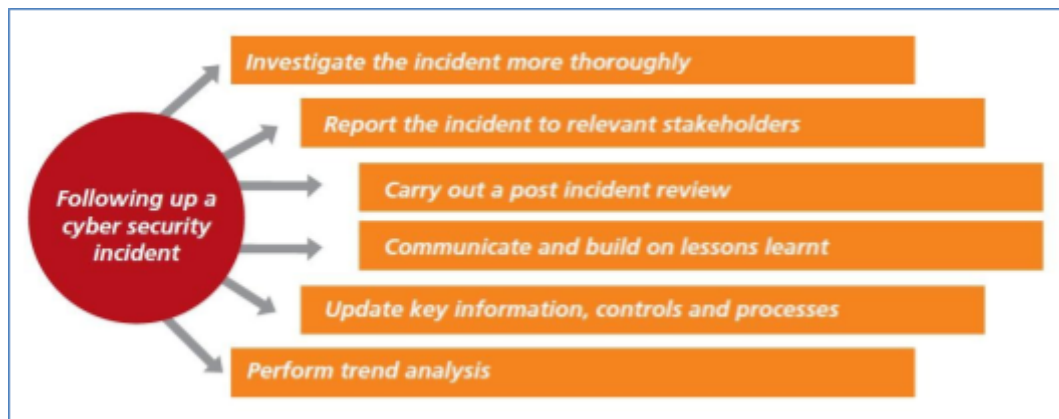 Investigate the incident more thoroughly
Report the incident to relevant stakeholders
Following up a
cyber security
incident
Carry out a post incident review
Communicate and build on lessons learnt
Update key information, controls and processes
Perform trend analysis